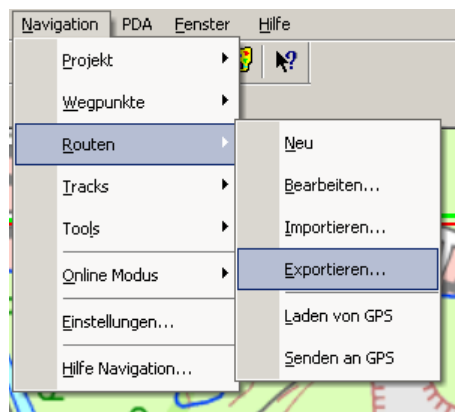 Navigation PDA Fenster Hilfe
Projekt
Wegpunkte
Routen
Neu
Tracks
Bearbeiten...
Tools
Importieren...
Online Modus
Exportieren...
Einstellungen...
Laden von GPS
Hilfe Navigation...
Senden an GPS